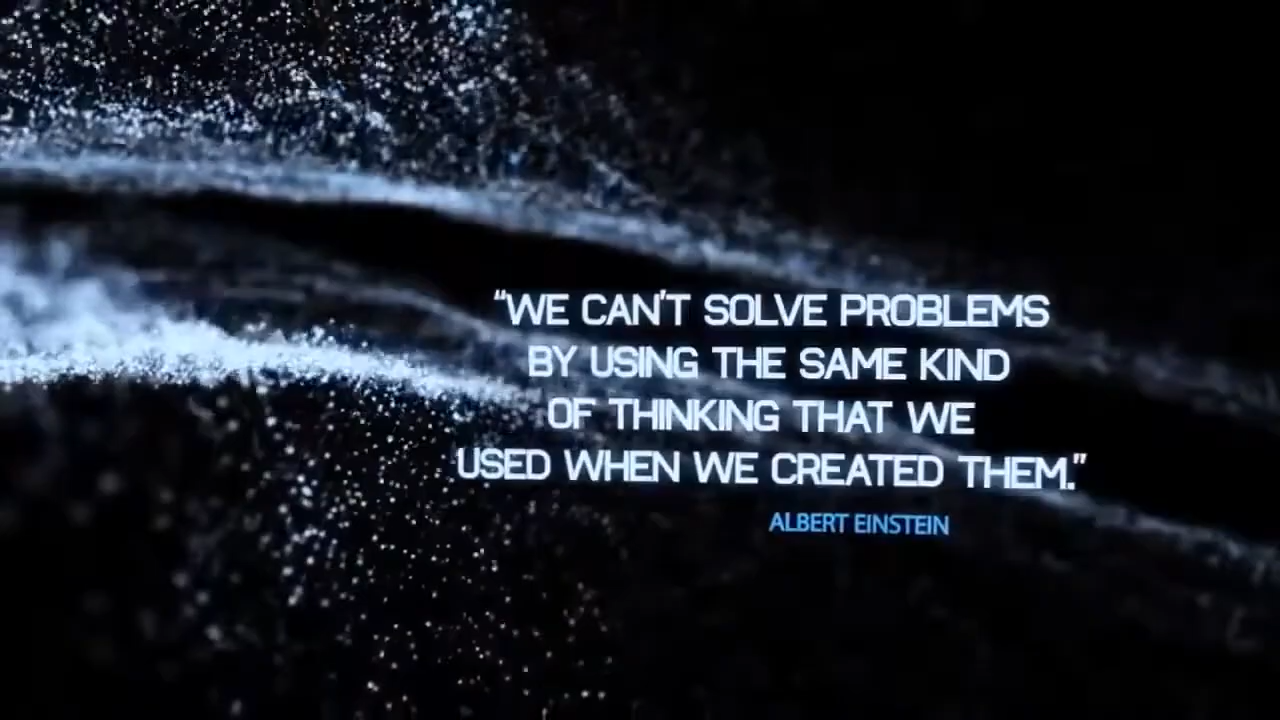 “WE CAN'T SOLVE PROBLEMS
BY USING THE SAME KIND
OF THINKING THAT WE
USED WHEN WE CREATED THEM.”
ALBERT EINSTEIN